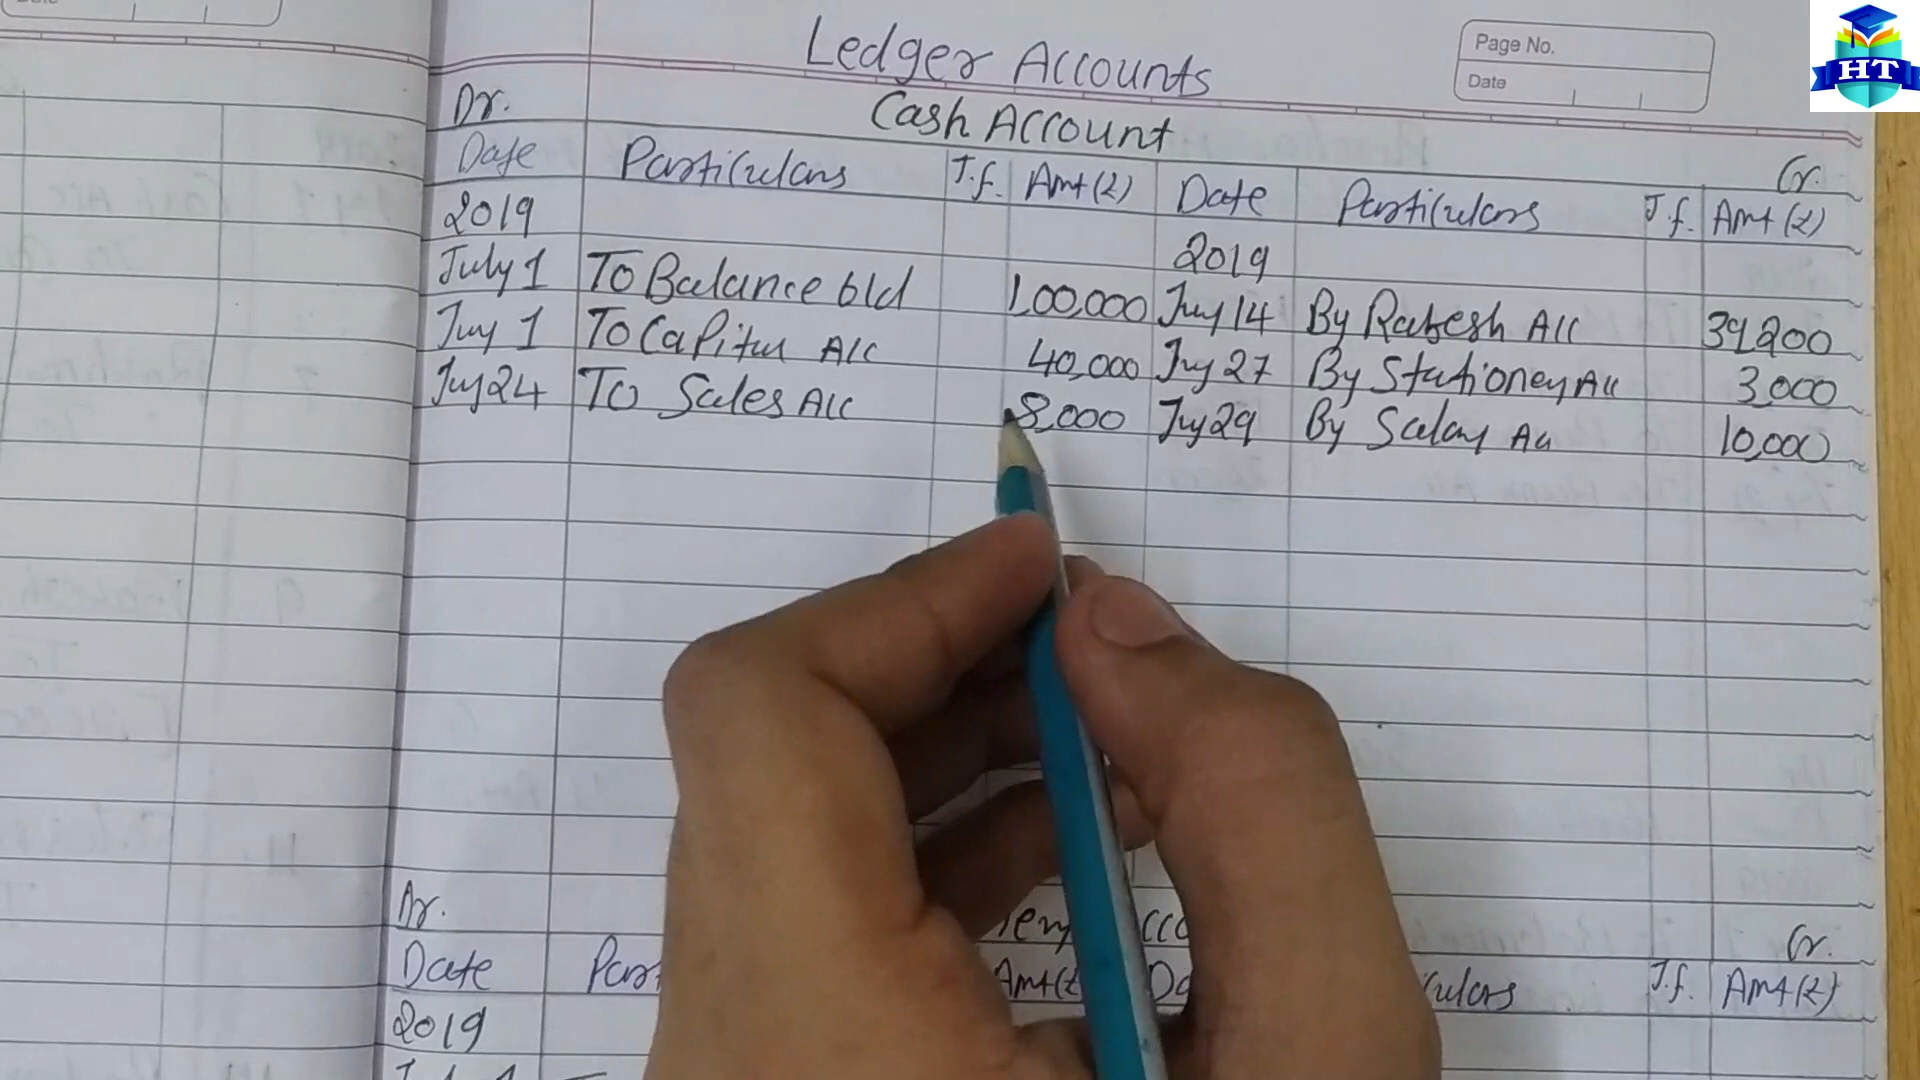 Ledger Accounts
Page No.
Date
HT
Dr. Cash Account Cr.
Date Particulars J.f. Amt(₹) Date Particulars J.f. Amt(₹)
2019 2019
July 1 To Balance b/d 1,00,000 July 14 By Rakesh A/c 39,200
July 1 To Capital A/c 40,000 July 27 By Stationery A/c 3,000
July 24 To Sales A/c 8,000 July 29 By Salary A/c 10,000
Dr. Cr.
Date Amt(₹) J.f. Amt(₹)
2019